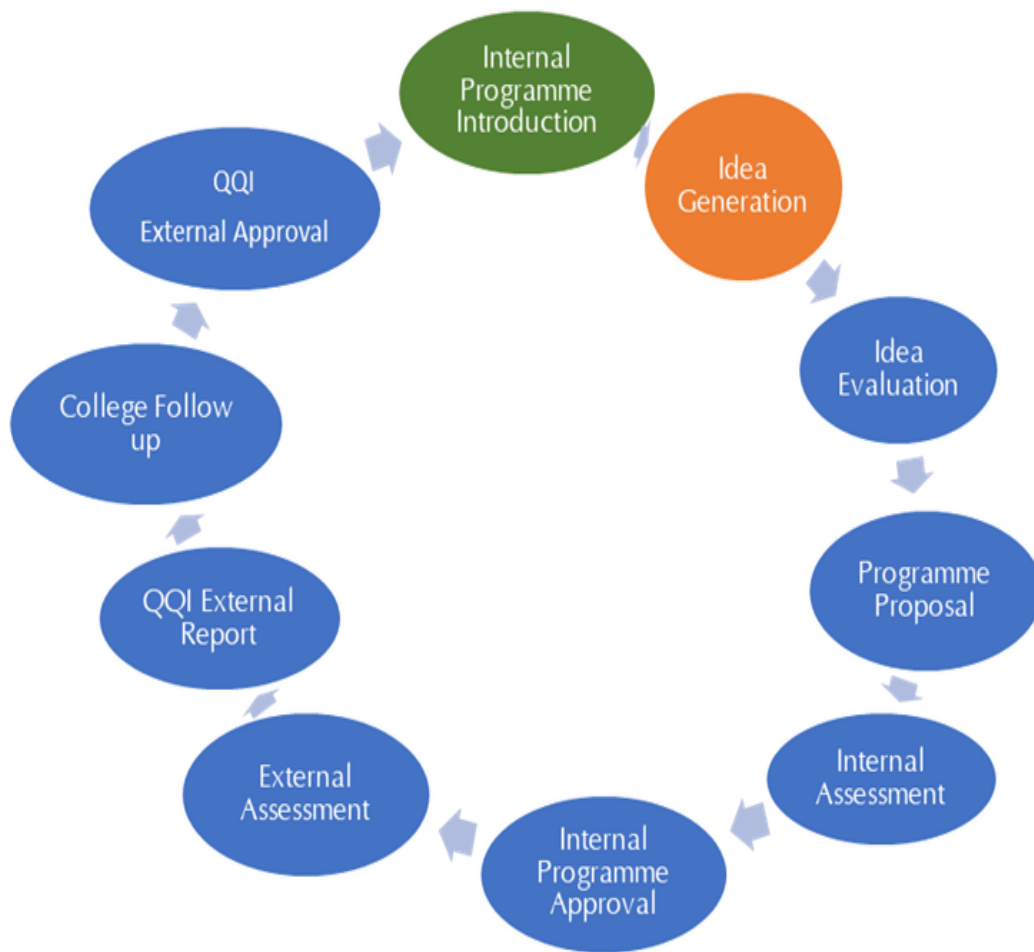 Internal
Programme
Introduction
Idea
Generation
Idea
Evaluation
Programme
Proposal
Internal
Assessment
Internal
Programme
Approval
External
Assessment
QQI External
Report
College Follow
up
QQI
External Approval